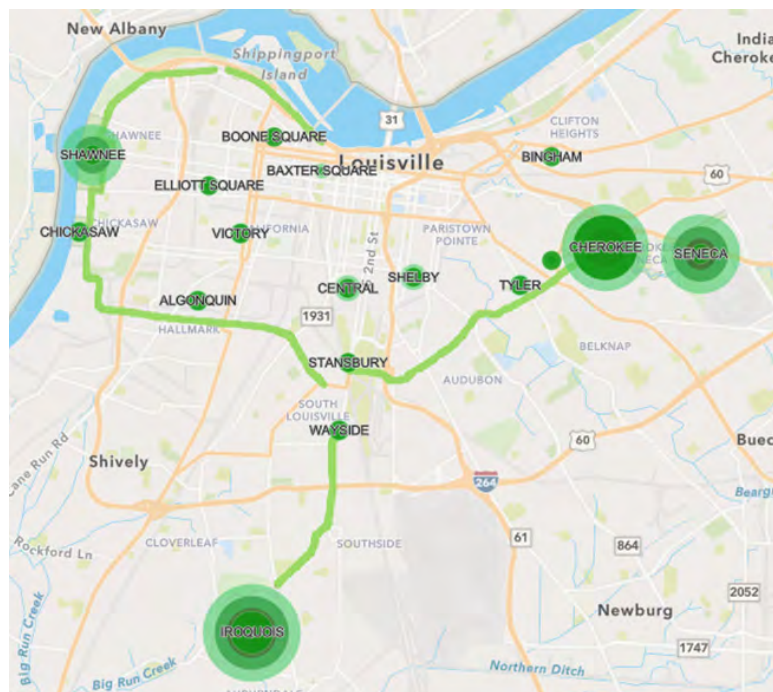 New Albany
Shippingport
Island
India
Cherokee
31
CLIFTON
HEIGHTS
BOONE SQUARE
SHAWNEE
Louisville
BINGHAM
60
BAXTER SQUARE
ELLIOTT SQUARE
CHICKASAW
CHICKASAW
VICTORY
S 2nd St
PARISTOWN
POINTE
CHEROKEE
SENECA
SHELBY
CENTRAL
TYLER
ALGONQUIN
1931
HALLMARK
BELKNAP
STANSBURY
AUDUBON
SOUTH
LOUISVILLE
WAYSIDE
60
Shively
Cane Run Rd
264
61
864
CLOVERLEAF
SOUTHSIDE
Rockford Ln
2052
IROQUOIS
Newburg
1747
Big Run Creek
Big Run Creek
Northern Ditch